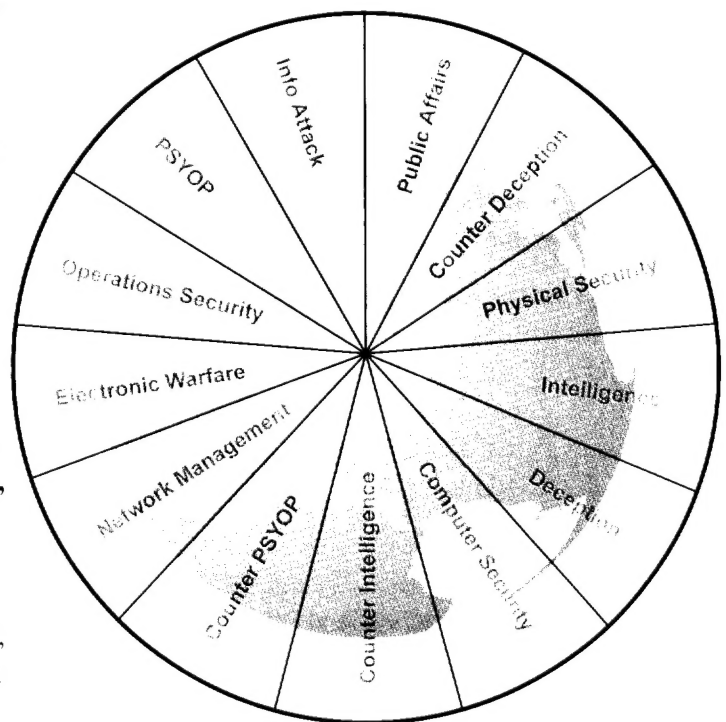 Public Affairs
Counter Deception
Physical Security
Intelligence
Deception
Computer Security
Counter Intelligence
Counter PSYOP
Network Management
Electronic Warfare
Operations Security
PSYOP
Info Attack